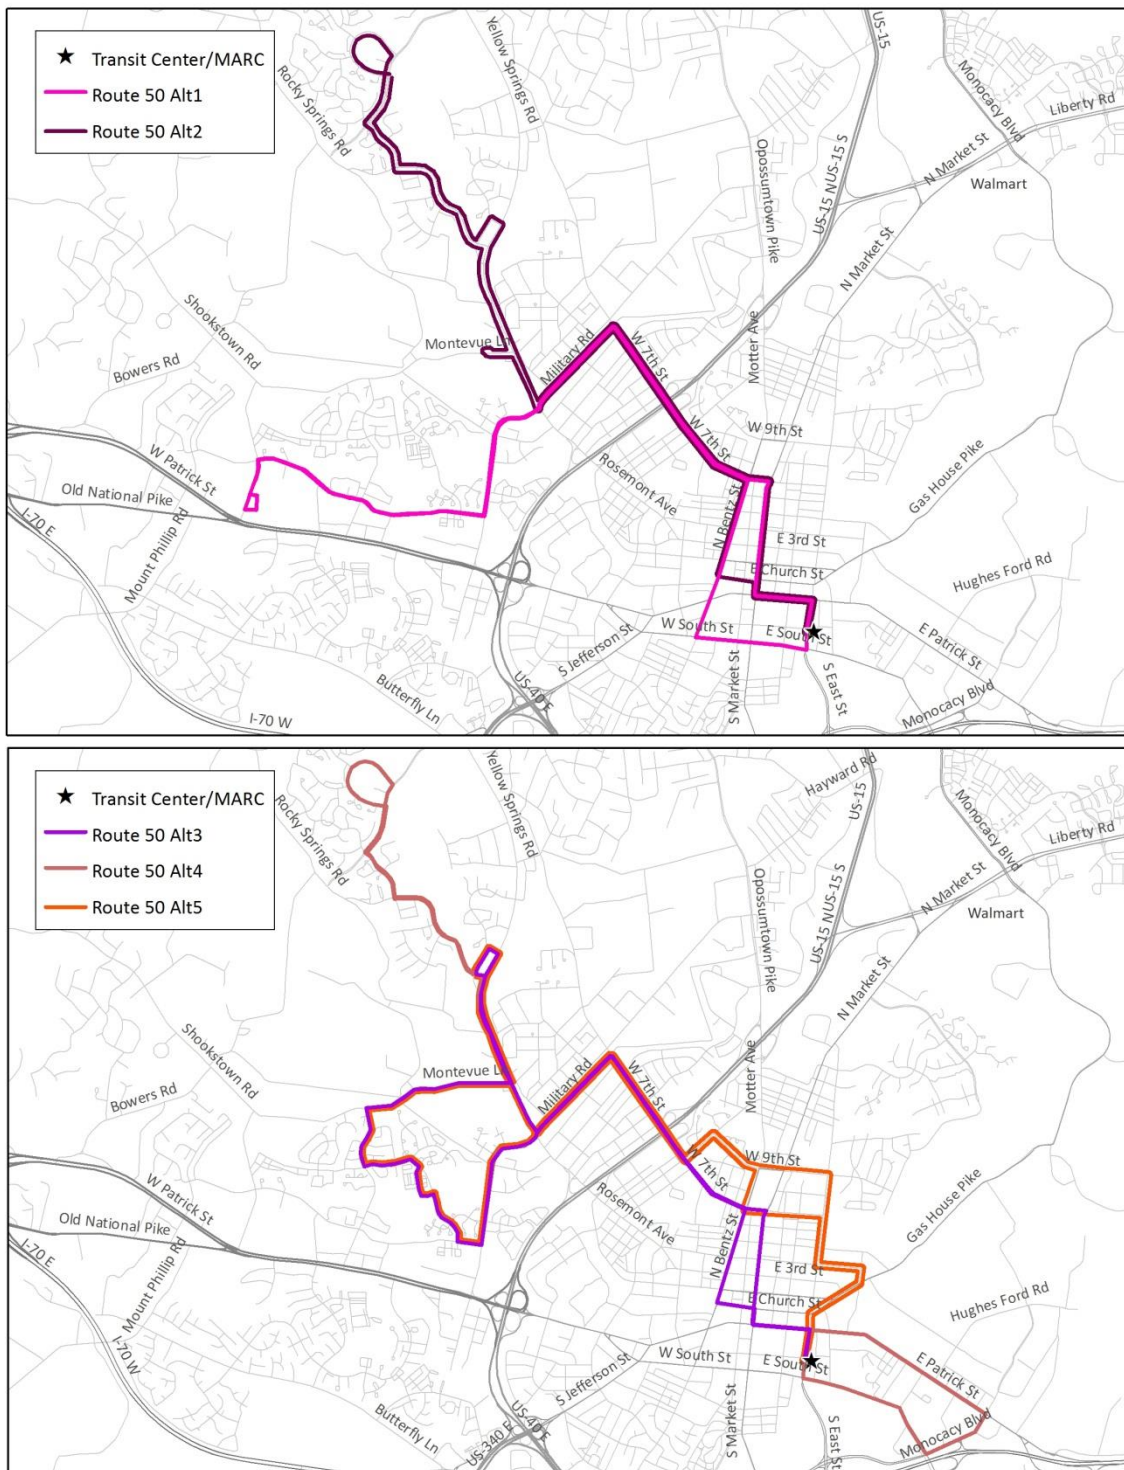 Transit Center/MARC
Route 50 Alt1
Route 50 Alt2
Rocky Springs Rd
Yellow Springs Rd
US-15
Monocacy Blvd
Liberty Rd
N Market St
Walmart
Opossumtown Pike
US-15 NUS-15 S
N Market St
Shookstown Rd
Bowers Rd
Montevue Ln
Military Rd
W 7th St
Motter Ave
W 7th St
W 9th St
W Patrick St
Old National Pike
I-70 E
Mount Phillip Rd
Rosemont Ave
N Bentz St
Gas House Pike
E 3rd St
E Church St
Hughes Ford Rd
W South St
E South St
S Jefferson St
E Patrick St
S Market St
S East St
Monocacy Blvd
Butterfly Ln
US-40 E
I-70 W
Transit Center/MARC
Route 50 Alt3
Route 50 Alt4
Route 50 Alt5
Rocky Springs Rd
Yellow Springs Rd
Hayward Rd
US-15
Monocacy Blvd
Liberty Rd
N Market St
Walmart
Opossumtown Pike
US-15 NUS-15 S
N Market St
Shookstown Rd
Bowers Rd
Montevue Ln
Military Rd
W 7th St
Motter Ave
W 7th St
W 9th St
W Patrick St
Old National Pike
I-70 E
Mount Phillip Rd
I-70 W
Rosemont Ave
N Bentz St
Gas House Pike
E 3rd St
E Church St
Hughes Ford Rd
W South St
E South St
S Jefferson St
E Patrick St
S Market St
S East St
Monocacy Blvd
Butterfly Ln
US-340 E
US-40 E